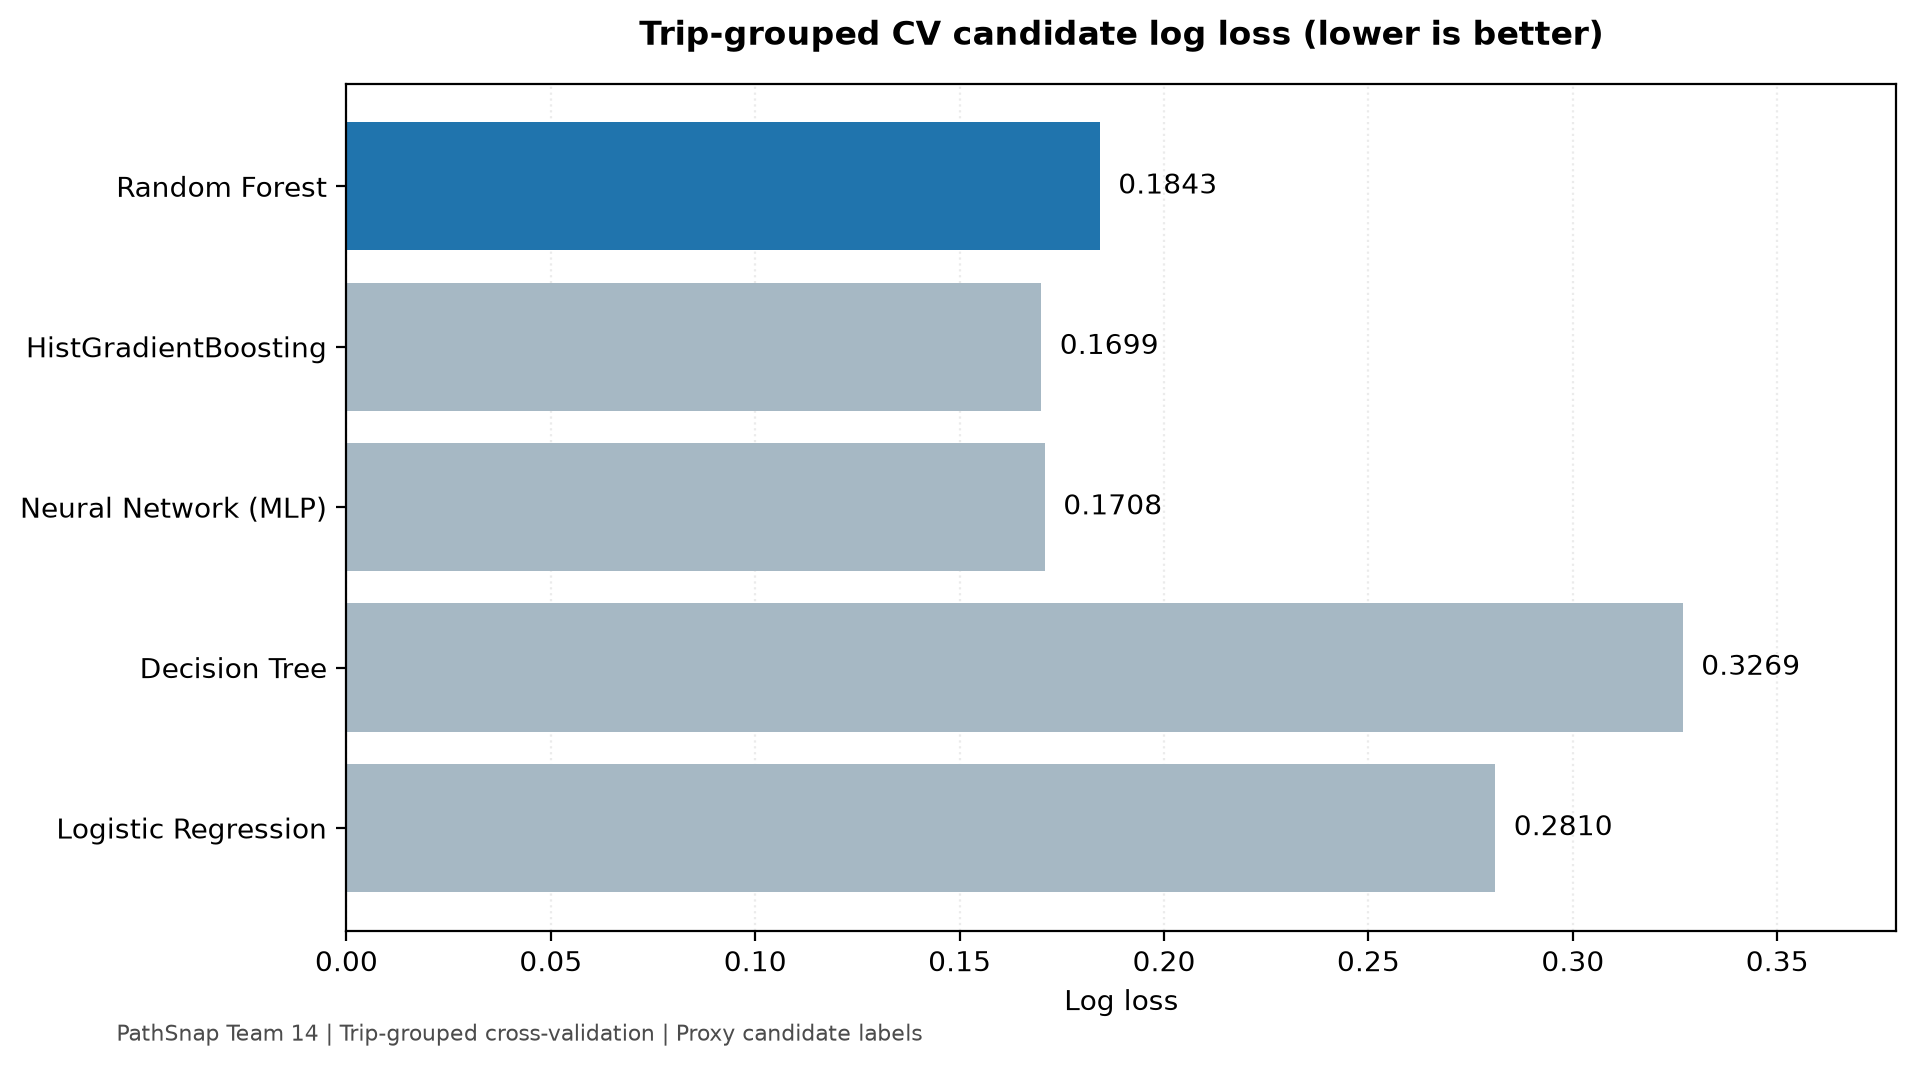 Trip-grouped CV candidate log loss (lower is better)
Random Forest
0.1843
HistGradientBoosting
0.1699
Neural Network (MLP)
0.1708
Decision Tree
0.3269
Logistic Regression
0.2810
0.00 0.05 0.10 0.15 0.20 0.25 0.30 0.35
Log loss
PathSnap Team 14 | Trip-grouped cross-validation | Proxy candidate labels